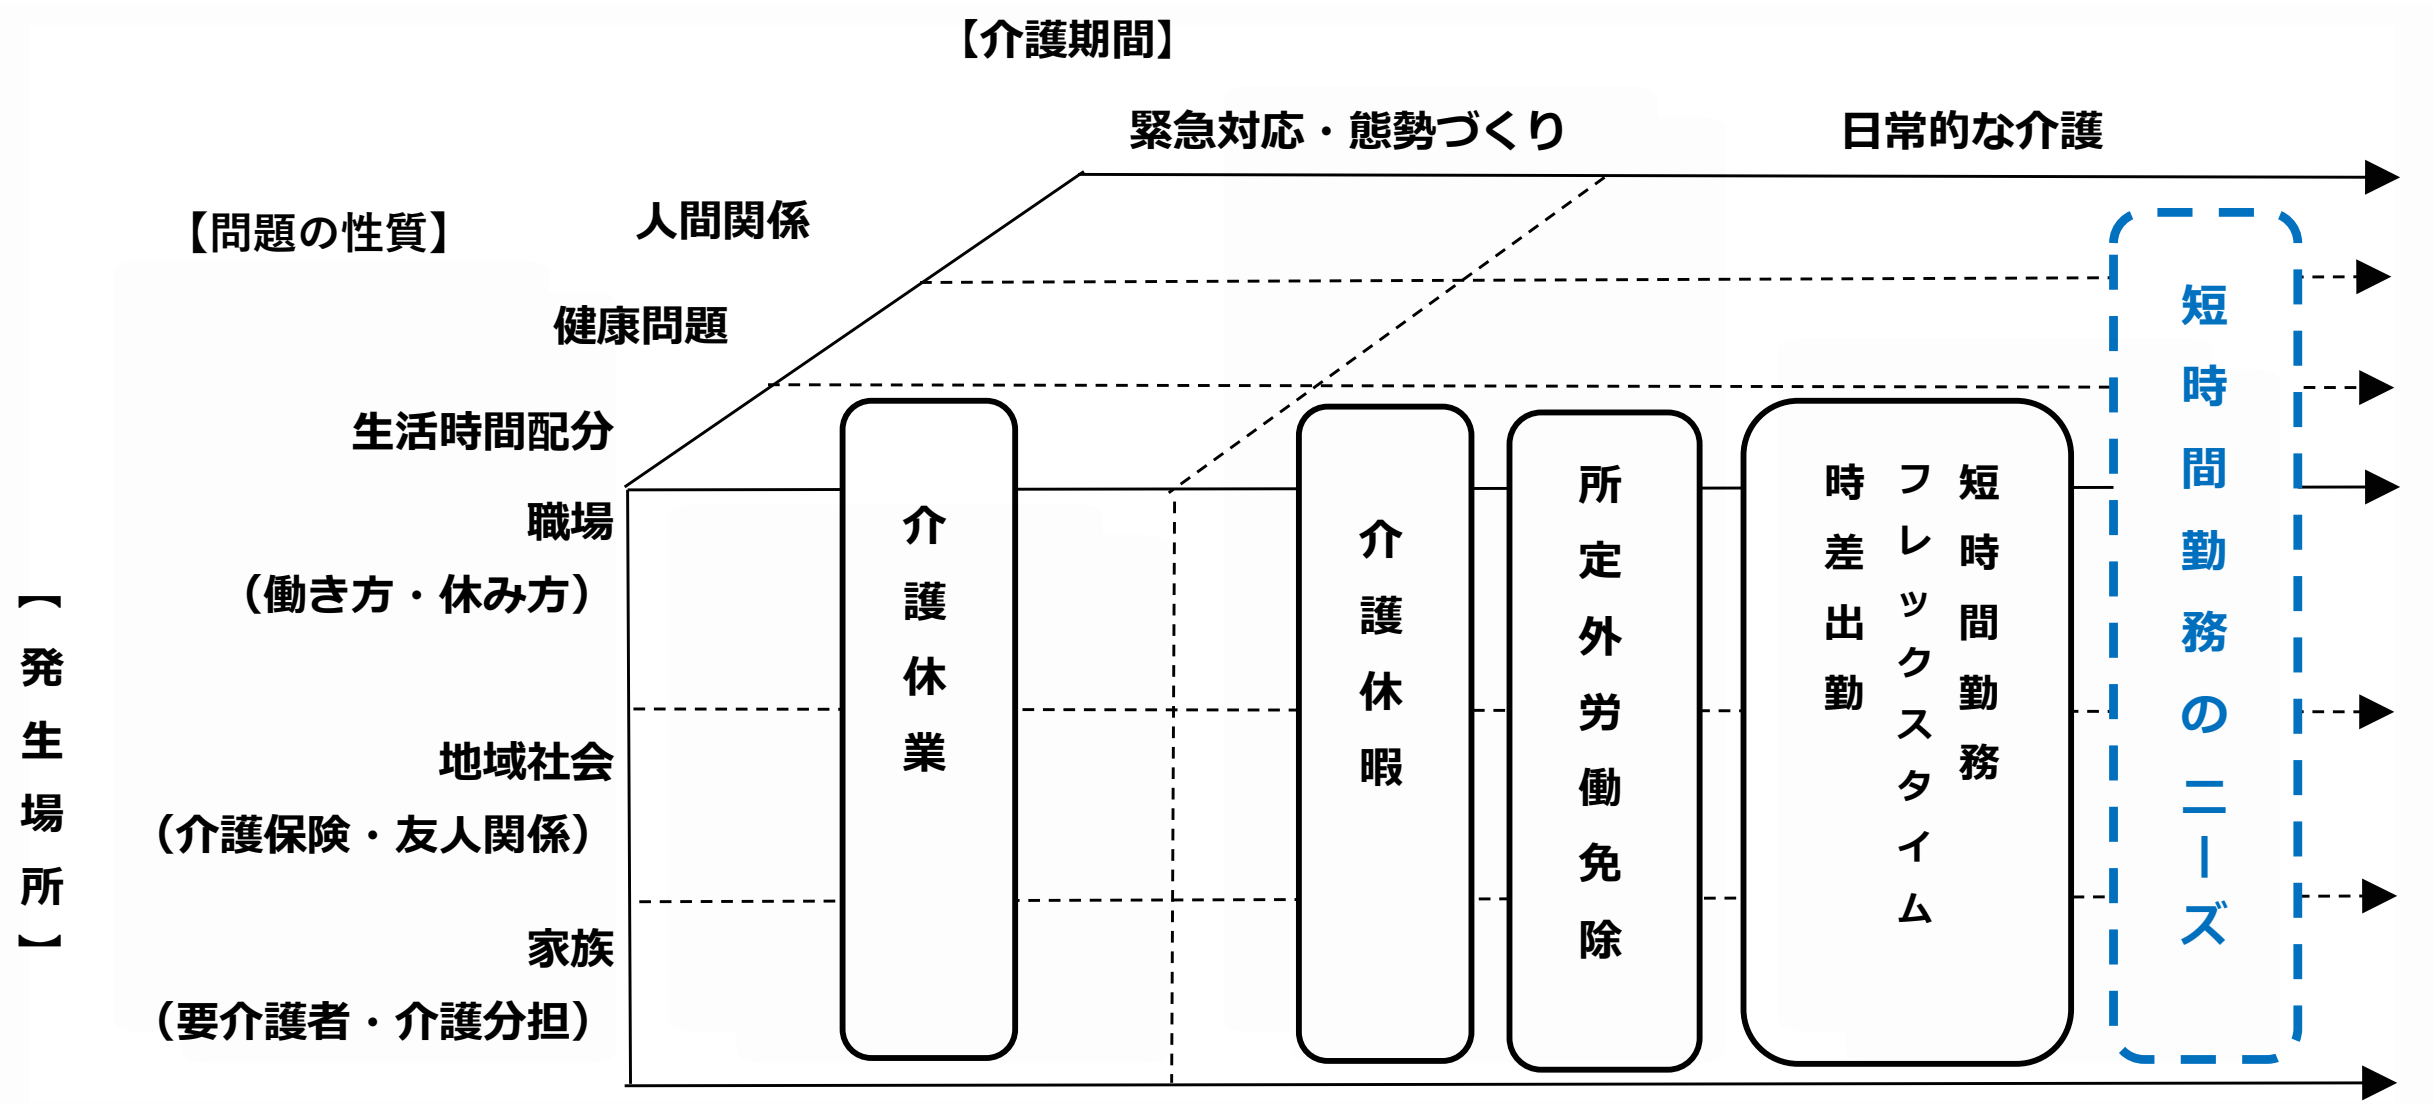 【介護期間】
緊急対応・態勢づくり
日常的な介護
【問題の性質】
人間関係
健康問題
生活時間配分
【発生場所】
職場
（働き方・休み方）
地域社会
（介護保険・友人関係）
家族
（要介護者・介護分担）
介護休業
介護休暇
所定外労働免除
短時間勤務
フレックスタイム
時差出勤
短時間勤務のニーズ